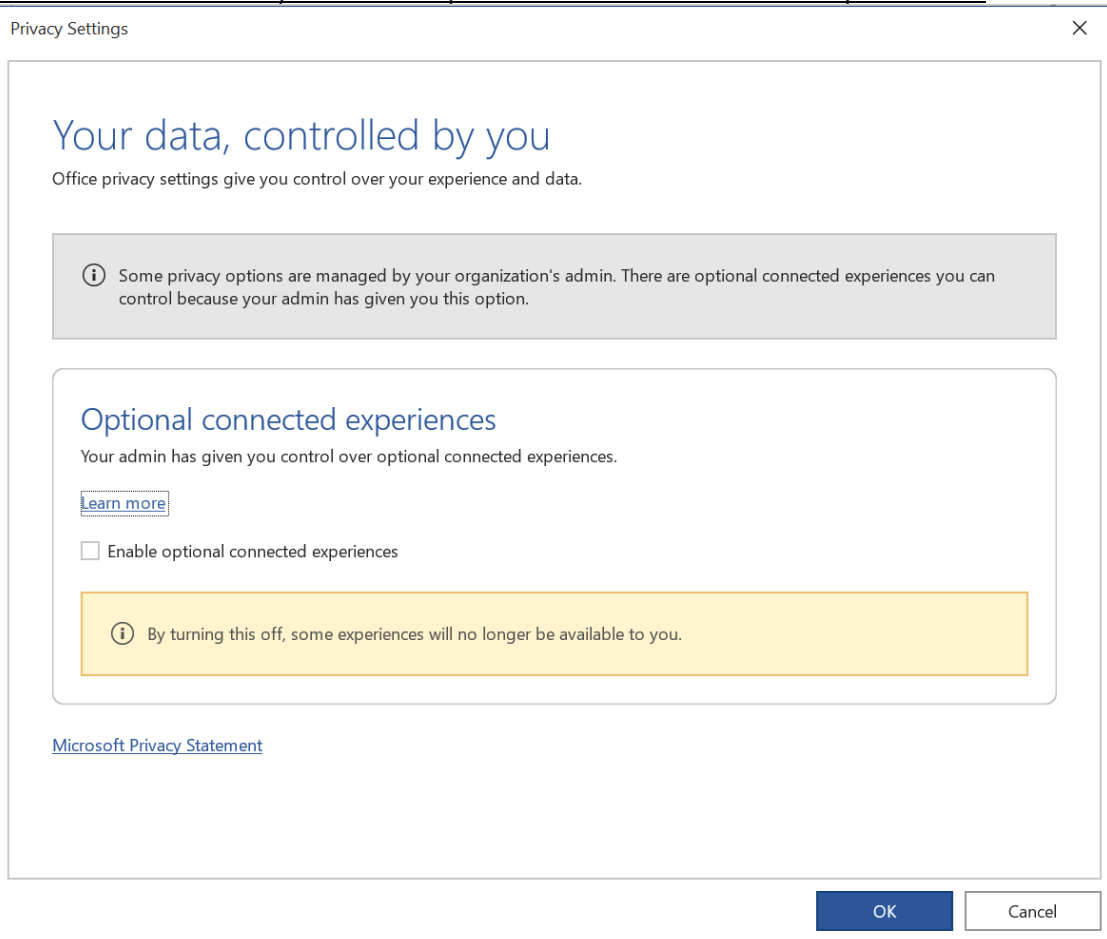 Privacy Settings
Your data, controlled by you
Office privacy settings give you control over your experience and data.
Some privacy options are managed by your organization's admin. There are optional connected experiences you can
control because your admin has given you this option.
Optional connected experiences
Your admin has given you control over optional connected experiences.
Learn more
Enable optional connected experiences
By turning this off, some experiences will no longer be available to you.
Microsoft Privacy Statement
OK Cancel